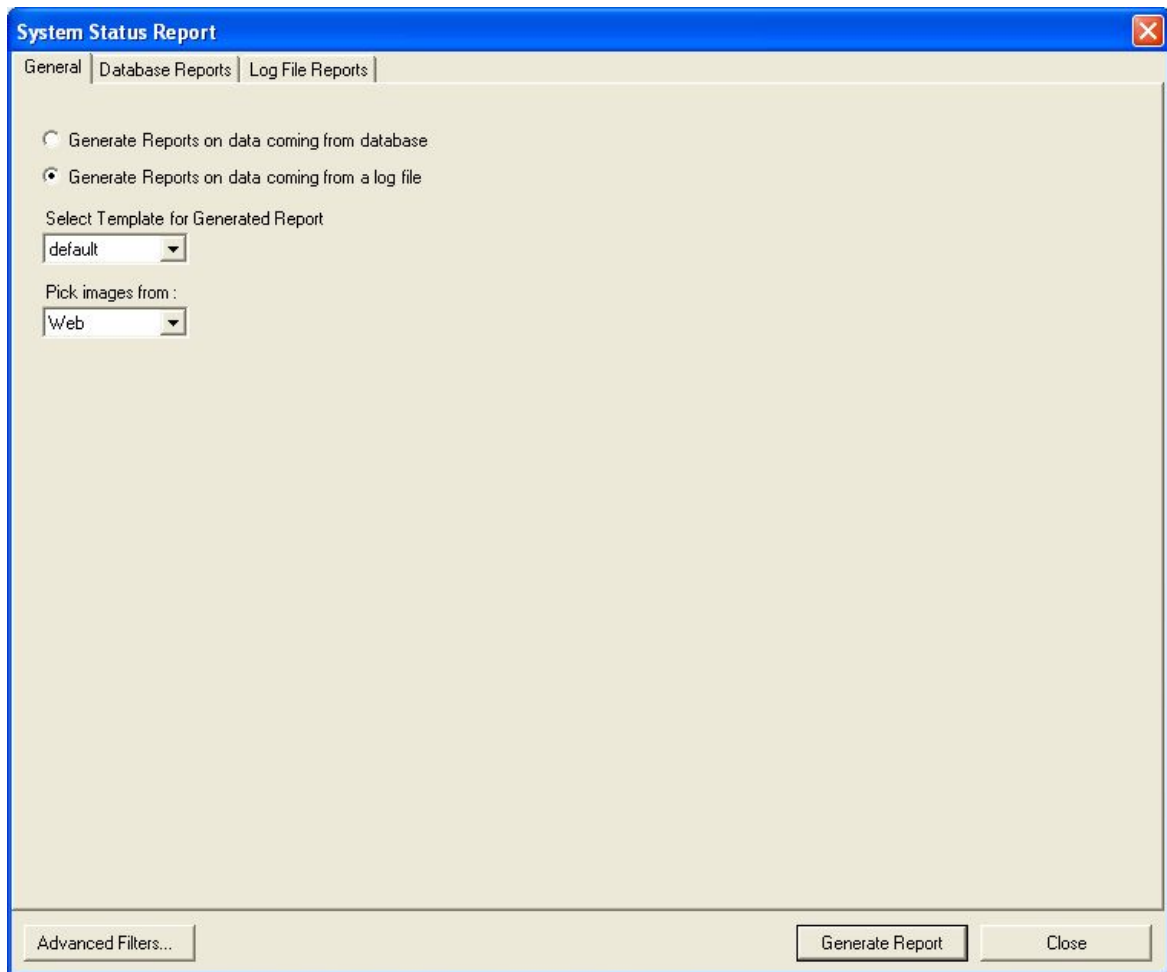 System Status Report
General Database Reports Log File Reports
Generate Reports on data coming from database
Generate Reports on data coming from a log file
Select Template for Generated Report
default
Pick images from :
Web
Advanced Filters... Generate Report Close